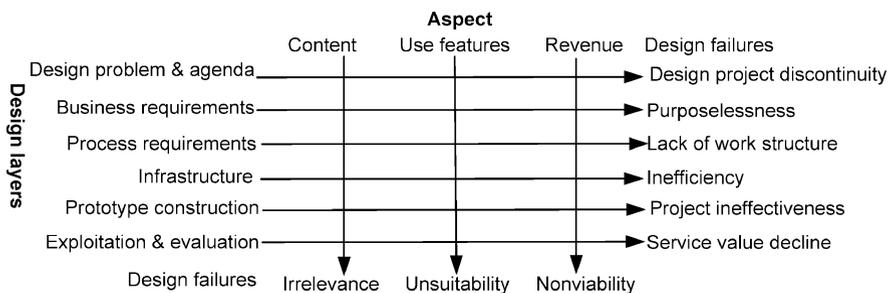 Aspect
Content Use features Revenue Design failures
Design problem & agenda Design project discontinuity
Business requirements Purposelessness
Process requirements Lack of work structure
Infrastructure Inefficiency
Prototype construction Project ineffectiveness
Exploitation & evaluation Service value decline
Design failures Irrelevance Unsuitability Nonviability
Design layers